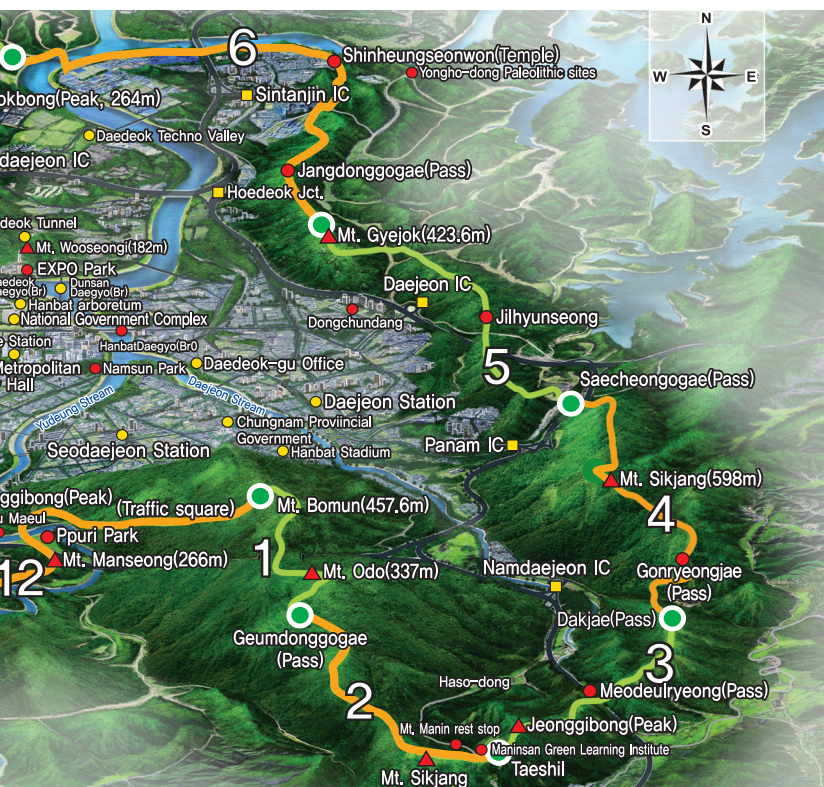 N
W E
S
6
Shinheungseonwon(Temple)
Yongho-dong Paleolithic sites
okbong(Peak, 264m)
Sintanjin IC
Daedeok Techno Valley
daejeon IC
Jangdonggogae(Pass)
Hoedeok Jct.
deok Tunnel
Mt. Wooseongi(182m)
Mt. Gyejok(423.6m)
EXPO Park
Daejeon IC
aedeok
aegyo(Br)
Dunsan
Daegyo(Br)
Hanbat arboretum
National Government Complex
Dongchundang
Jilhyunseong
HanbatDaegyo(Br)
e Station
Metropolitan
Hall
Namsun Park
Daedeok-gu Office
5
Saecheongogae(Pass)
Yudeung Stream
Daejeon Stream
Daejeon Station
Chungnam Proviincial
Government
Seodaejeon Station
Hanbat Stadium
Panam IC
Mt. Sikjang(598m)
ggibong(Peak)
(Traffic square)
Mt. Bomun(457.6m)
4
u Maeul
Ppuri Park
Mt. Manseong(266m)
12
1
Mt. Odo(337m)
Namdaejeon IC
Gonryeongjae
(Pass)
Dakjae(Pass)
Geumdonggogae
(Pass)
3
2
Haso-dong
Meodeulryeong(Pass)
Mt. Manin rest stop
Jeonggibong(Peak)
Maninsan Green Learning Institute
Taeshil
Mt. Sikjang